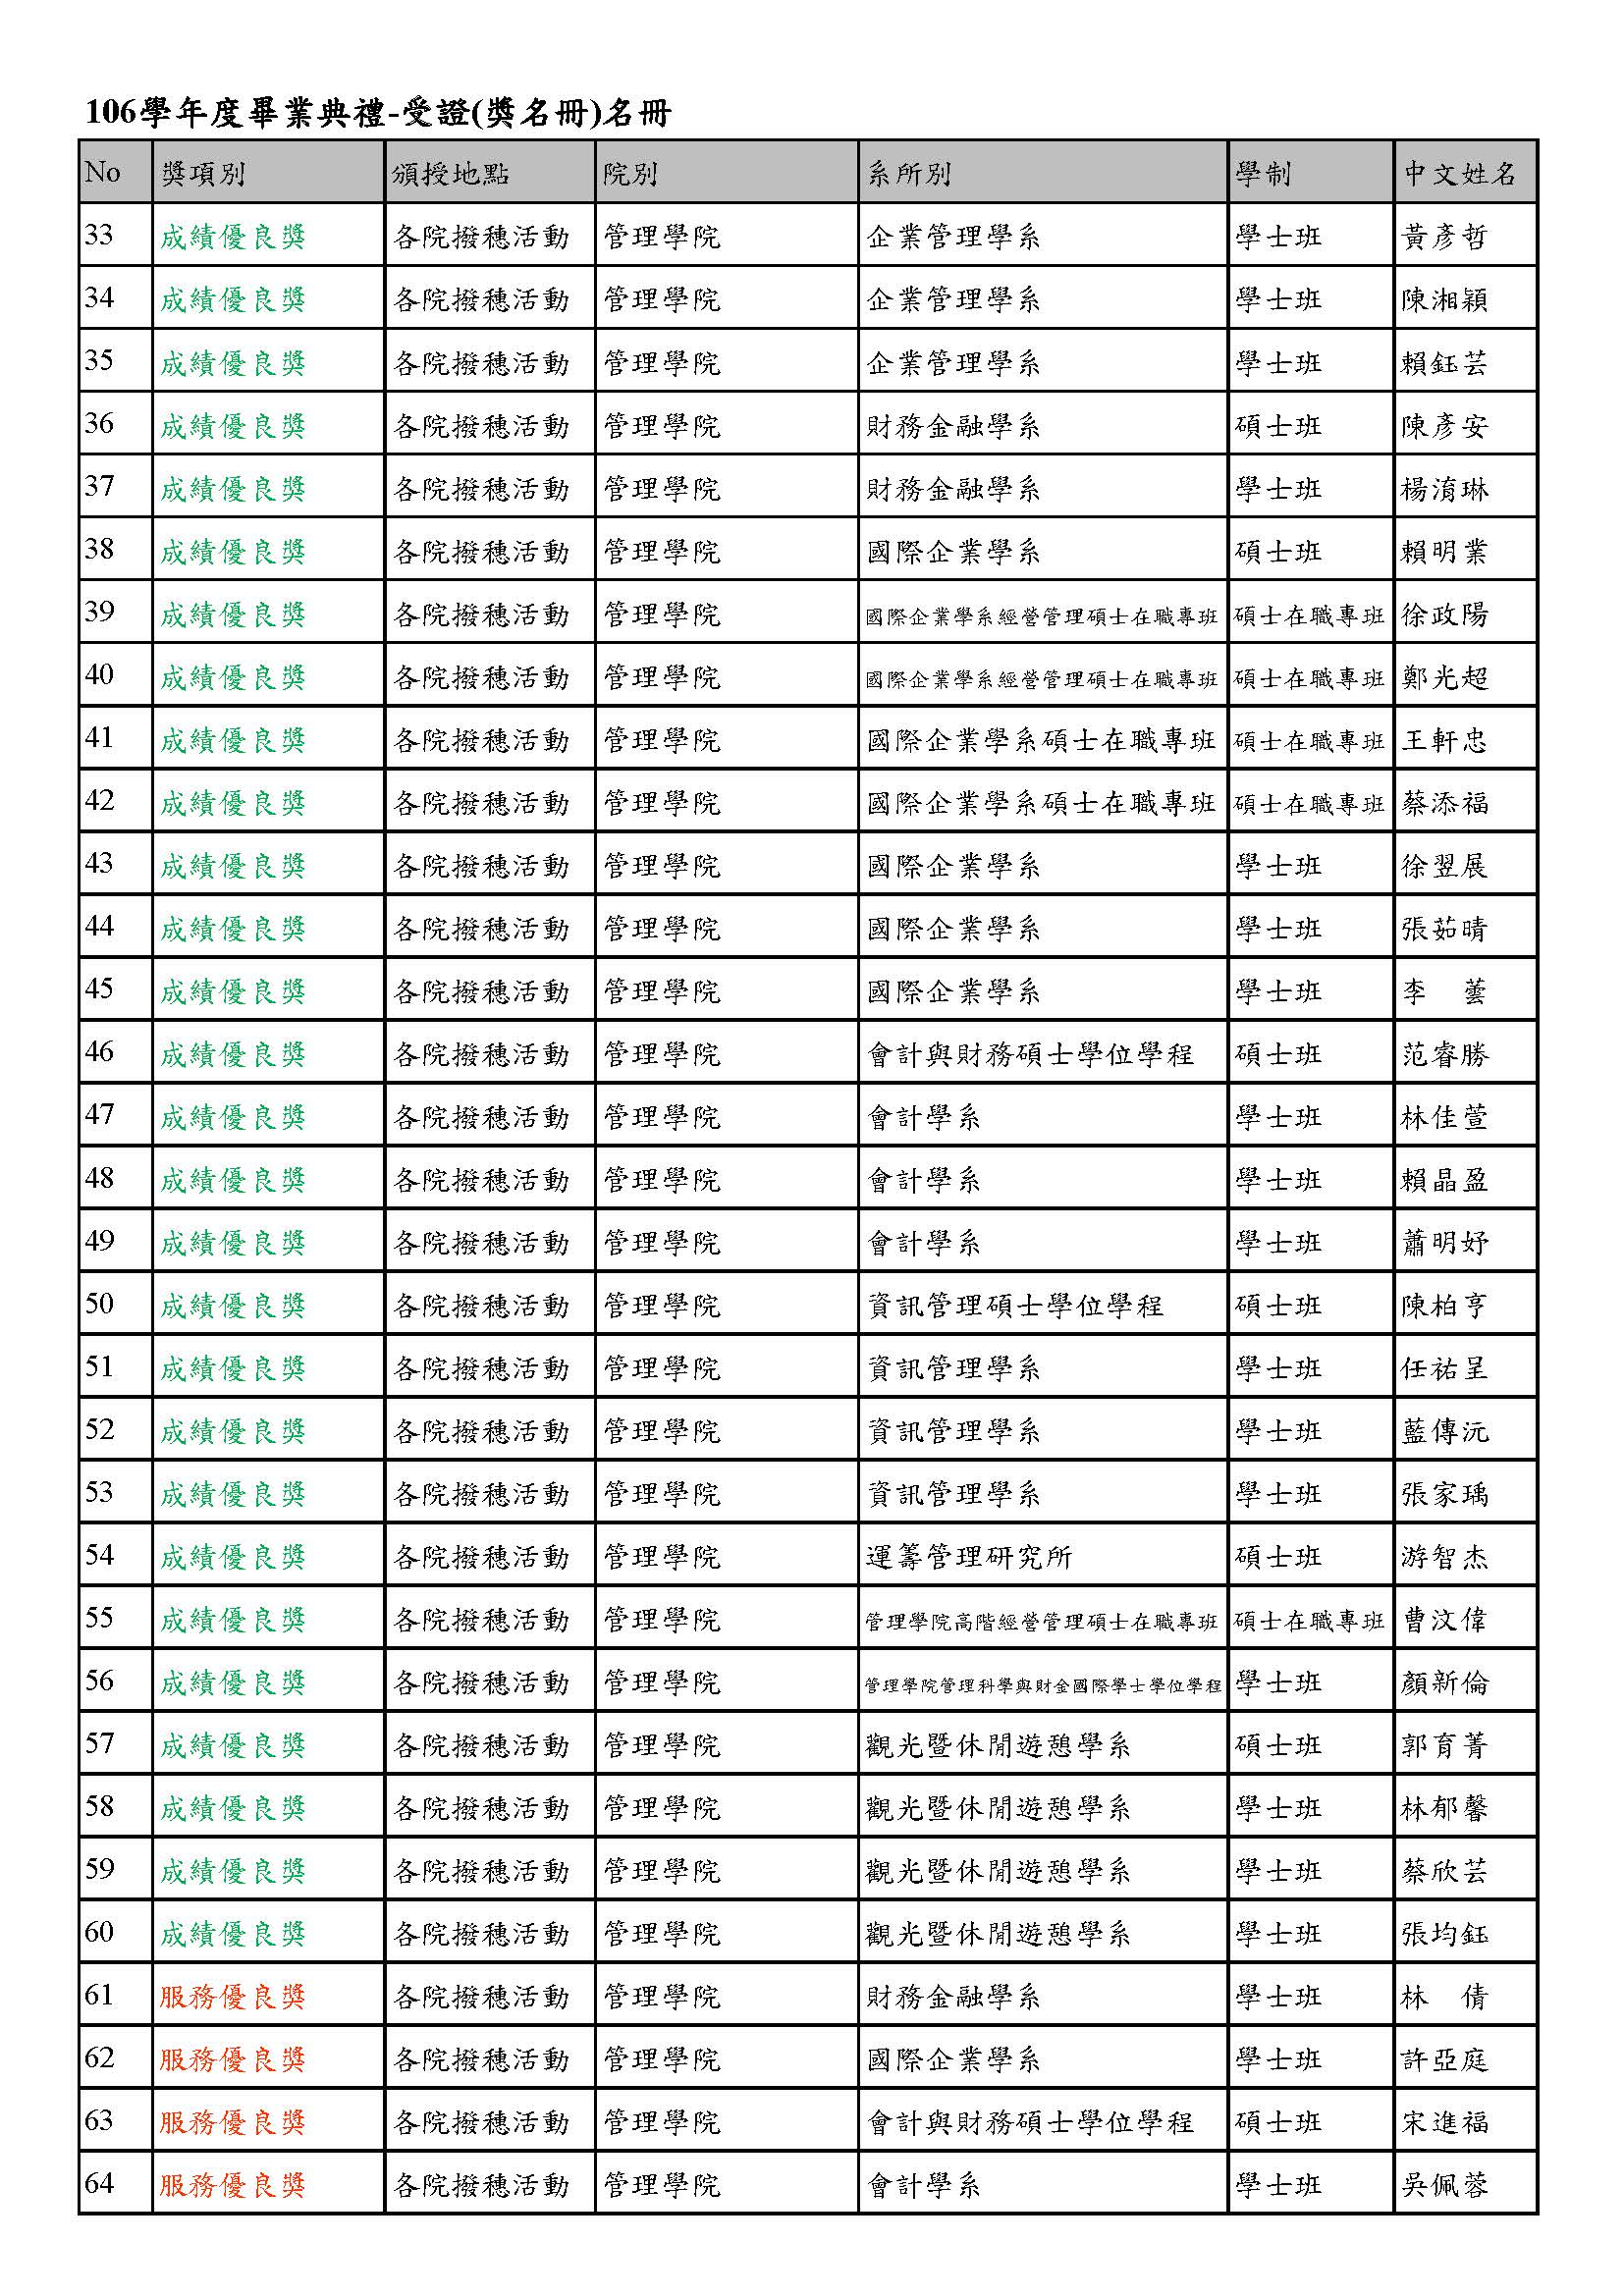 106學年度畢業典禮-受證(獎名冊)名冊
No 獎項別 頒授地點 院別 系所別 學制 中文姓名
33 成績優良獎 各院撥穗活動 管理學院 企業管理學系 學士班 黃彥哲
34 成績優良獎 各院撥穗活動 管理學院 企業管理學系 學士班 陳湘穎
35 成績優良獎 各院撥穗活動 管理學院 企業管理學系 學士班 賴鈺芸
36 成績優良獎 各院撥穗活動 管理學院 財務金融學系 碩士班 陳彥安
37 成績優良獎 各院撥穗活動 管理學院 財務金融學系 學士班 楊淯琳
38 成績優良獎 各院撥穗活動 管理學院 國際企業學系 碩士班 賴明業
39 成績優良獎 各院撥穗活動 管理學院 國際企業學系經營管理碩士在職專班 碩士在職專班 徐政陽
40 成績優良獎 各院撥穗活動 管理學院 國際企業學系經營管理碩士在職專班 碩士在職專班 鄭光超
41 成績優良獎 各院撥穗活動 管理學院 國際企業學系碩士在職專班 碩士在職專班 王軒忠
42 成績優良獎 各院撥穗活動 管理學院 國際企業學系碩士在職專班 碩士在職專班 蔡添福
43 成績優良獎 各院撥穗活動 管理學院 國際企業學系 學士班 徐翌展
44 成績優良獎 各院撥穗活動 管理學院 國際企業學系 學士班 張茹晴
45 成績優良獎 各院撥穗活動 管理學院 國際企業學系 學士班 李　蕓
46 成績優良獎 各院撥穗活動 管理學院 會計與財務碩士學位學程 碩士班 范睿勝
47 成績優良獎 各院撥穗活動 管理學院 會計學系 學士班 林佳萱
48 成績優良獎 各院撥穗活動 管理學院 會計學系 學士班 賴晶盈
49 成績優良獎 各院撥穗活動 管理學院 會計學系 學士班 蕭明妤
50 成績優良獎 各院撥穗活動 管理學院 資訊管理碩士學位學程 碩士班 陳柏亨
51 成績優良獎 各院撥穗活動 管理學院 資訊管理學系 學士班 任祐呈
52 成績優良獎 各院撥穗活動 管理學院 資訊管理學系 學士班 藍傳沅
53 成績優良獎 各院撥穗活動 管理學院 資訊管理學系 學士班 張家瑀
54 成績優良獎 各院撥穗活動 管理學院 運籌管理研究所 碩士班 游智杰
55 成績優良獎 各院撥穗活動 管理學院 管理學院高階經營管理碩士在職專班 碩士在職專班 曹汶偉
56 成績優良獎 各院撥穗活動 管理學院 管理學院管理科學與財金國際學士學位學程 學士班 顏新倫
57 成績優良獎 各院撥穗活動 管理學院 觀光暨休閒遊憩學系 碩士班 郭育菁
58 成績優良獎 各院撥穗活動 管理學院 觀光暨休閒遊憩學系 學士班 林郁馨
59 成績優良獎 各院撥穗活動 管理學院 觀光暨休閒遊憩學系 學士班 蔡欣芸
60 成績優良獎 各院撥穗活動 管理學院 觀光暨休閒遊憩學系 學士班 張均鈺
61 服務優良獎 各院撥穗活動 管理學院 財務金融學系 學士班 林　倩
62 服務優良獎 各院撥穗活動 管理學院 國際企業學系 學士班 許亞庭
63 服務優良獎 各院撥穗活動 管理學院 會計與財務碩士學位學程 碩士班 宋進福
64 服務優良獎 各院撥穗活動 管理學院 會計學系 學士班 吳佩蓉